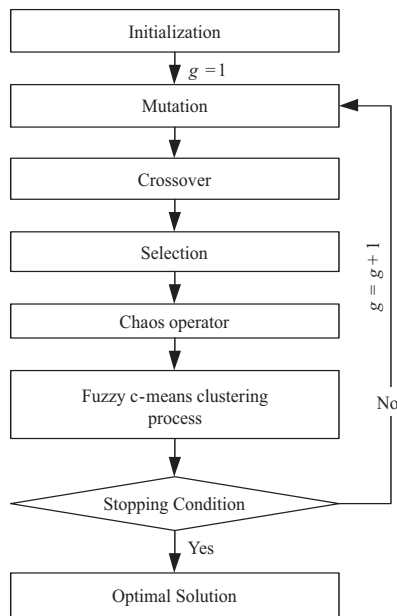 Initialization
g = 1
Mutation
Crossover
Selection
Chaos operator
Fuzzy c-means clustering
process
Stopping Condition
No
g = g + 1
Yes
Optimal Solution